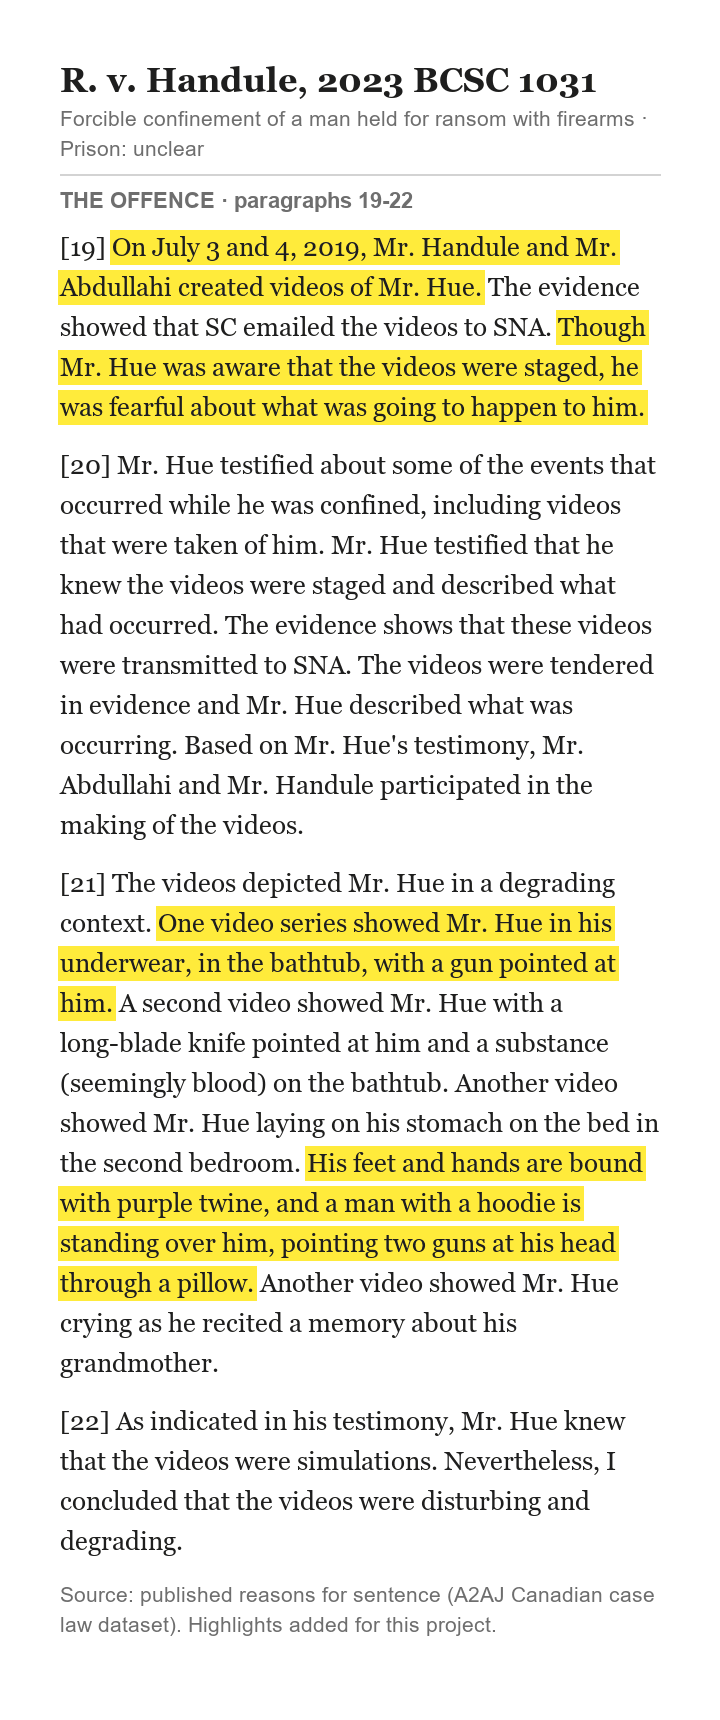 R. v. Handule, 2023 BCSC 1031
Forcible confinement of a man held for ransom with firearms ·
Prison: unclear
THE OFFENCE · paragraphs 19-22
[19] On July 3 and 4, 2019, Mr. Handule and Mr.
Abdullahi created videos of Mr. Hue. The evidence
showed that SC emailed the videos to SNA. Though
Mr. Hue was aware that the videos were staged, he
was fearful about what was going to happen to him.
[20] Mr. Hue testified about some of the events that
occurred while he was confined, including videos
that were taken of him. Mr. Hue testified that he
knew the videos were staged and described what
had occurred. The evidence shows that these videos
were transmitted to SNA. The videos were tendered
in evidence and Mr. Hue described what was
occurring. Based on Mr. Hue's testimony, Mr.
Abdullahi and Mr. Handule participated in the
making of the videos.
[21] The videos depicted Mr. Hue in a degrading
context. One video series showed Mr. Hue in his
underwear, in the bathtub, with a gun pointed at
him. A second video showed Mr. Hue with a
long-blade knife pointed at him and a substance
(seemingly blood) on the bathtub. Another video
showed Mr. Hue laying on his stomach on the bed in
the second bedroom. His feet and hands are bound
with purple twine, and a man with a hoodie is
standing over him, pointing two guns at his head
through a pillow. Another video showed Mr. Hue
crying as he recited a memory about his
grandmother.
[22] As indicated in his testimony, Mr. Hue knew
that the videos were simulations. Nevertheless, I
concluded that the videos were disturbing and
degrading.
Source: published reasons for sentence (A2AJ Canadian case
law dataset). Highlights added for this project.